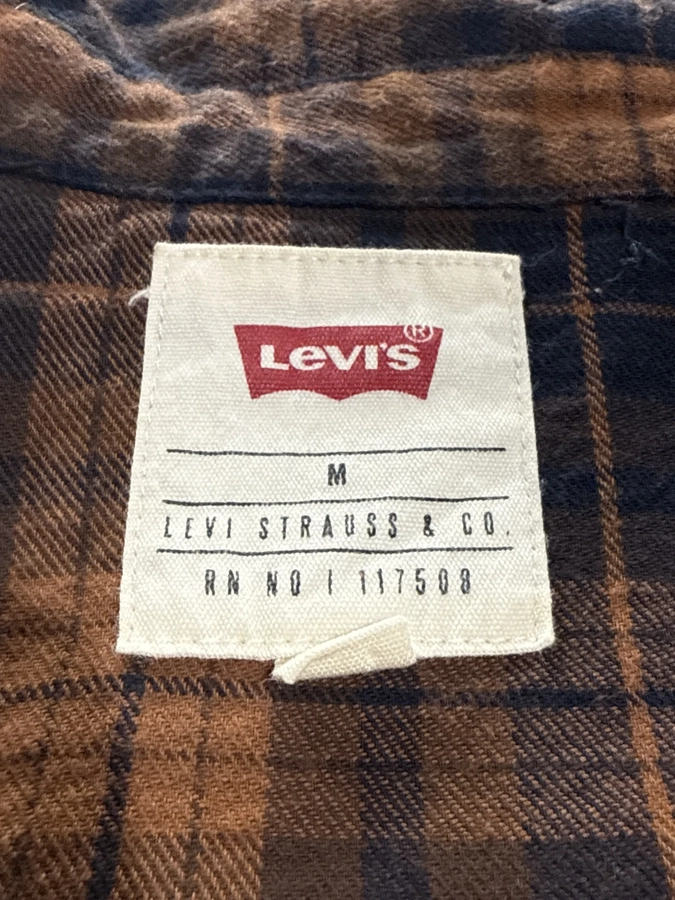 LEVI'S®
M
LEVI STRAUSS & CO.
RN NO | 117508